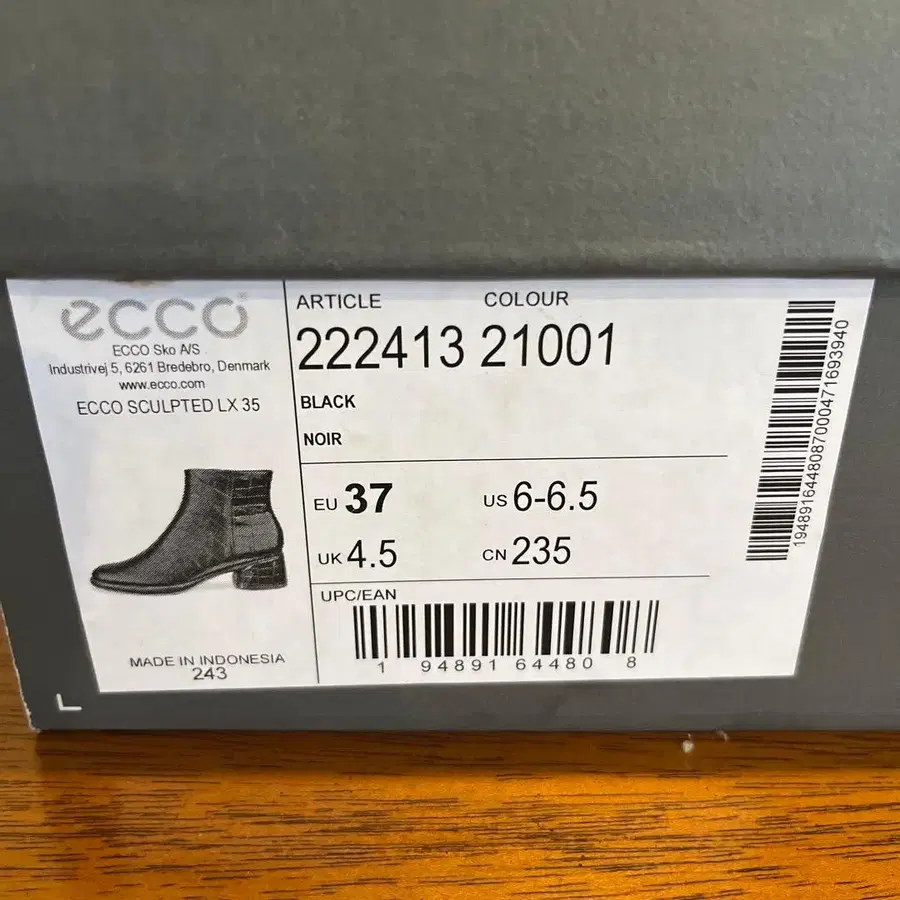 ecco
ECCO Sko A/S
Industrivej 5, 6261 Bredebro, Denmark
www.ecco.com
ECCO SCULPTED LX 35
MADE IN INDONESIA
243
ARTICLE COLOUR
222413 21001
BLACK
NOIR
EU 37 US 6-6.5
UK 4.5 CN 235
UPC/EAN
1 94891 64480 8
19489164480870004716939​40